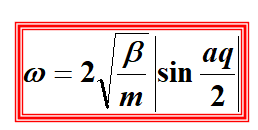 ω = 2√(β/m) |sin aq/2|